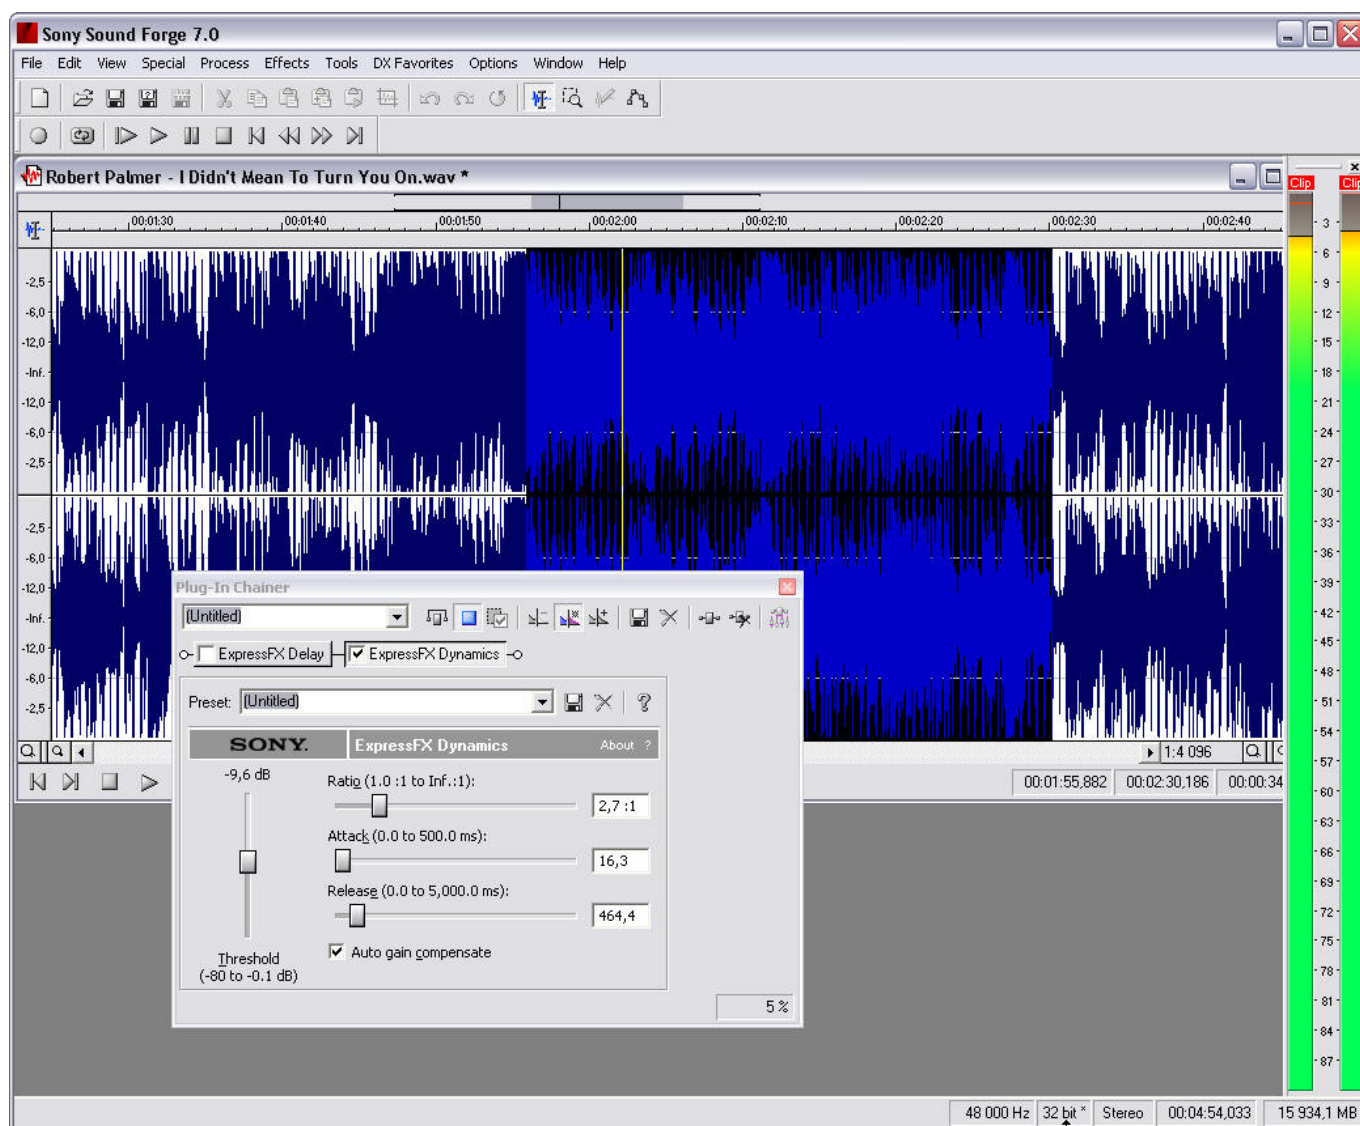 Sony Sound Forge 7.0
File Edit View Special Process Effects Tools DX Favorites Options Window Help
Robert Palmer - I Didn't Mean To Turn You On.wav *
Clip Clip
00:01:30 00:01:40 00:01:50 00:02:00 00:02:10 00:02:20 00:02:30 00:02:40
-2,5
-6,0
-12,0
-Inf.
-12,0
-6,0
-2,5
-2,5
-6,0
-12,0
-Inf.
-12,0
-6,0
-2,5
- 3 -
- 6 -
- 9 -
- 12 -
- 15 -
- 18 -
- 21 -
- 24 -
- 27 -
- 30 -
- 33 -
- 36 -
- 39 -
- 42 -
- 45 -
- 48 -
- 51 -
- 54 -
- 57 -
- 60 -
- 63 -
- 66 -
- 69 -
- 72 -
- 75 -
- 78 -
- 81 -
- 84 -
- 87 -
Plug-In Chainer
(Untitled)
ExpressFX Delay ExpressFX Dynamics
Preset: (Untitled)
SONY. ExpressFX Dynamics About ?
-9,6 dB
Ratio (1.0 :1 to Inf.:1):
2,7 :1
Attack (0.0 to 500.0 ms):
16,3
Release (0.0 to 5,000.0 ms):
464,4
Auto gain compensate
Threshold
(-80 to -0.1 dB)
5 %
1:4 096
00:01:55,882 00:02:30,186 00:00:34
48 000 Hz 32 bit * Stereo 00:04:54,033 15 934,1 MB